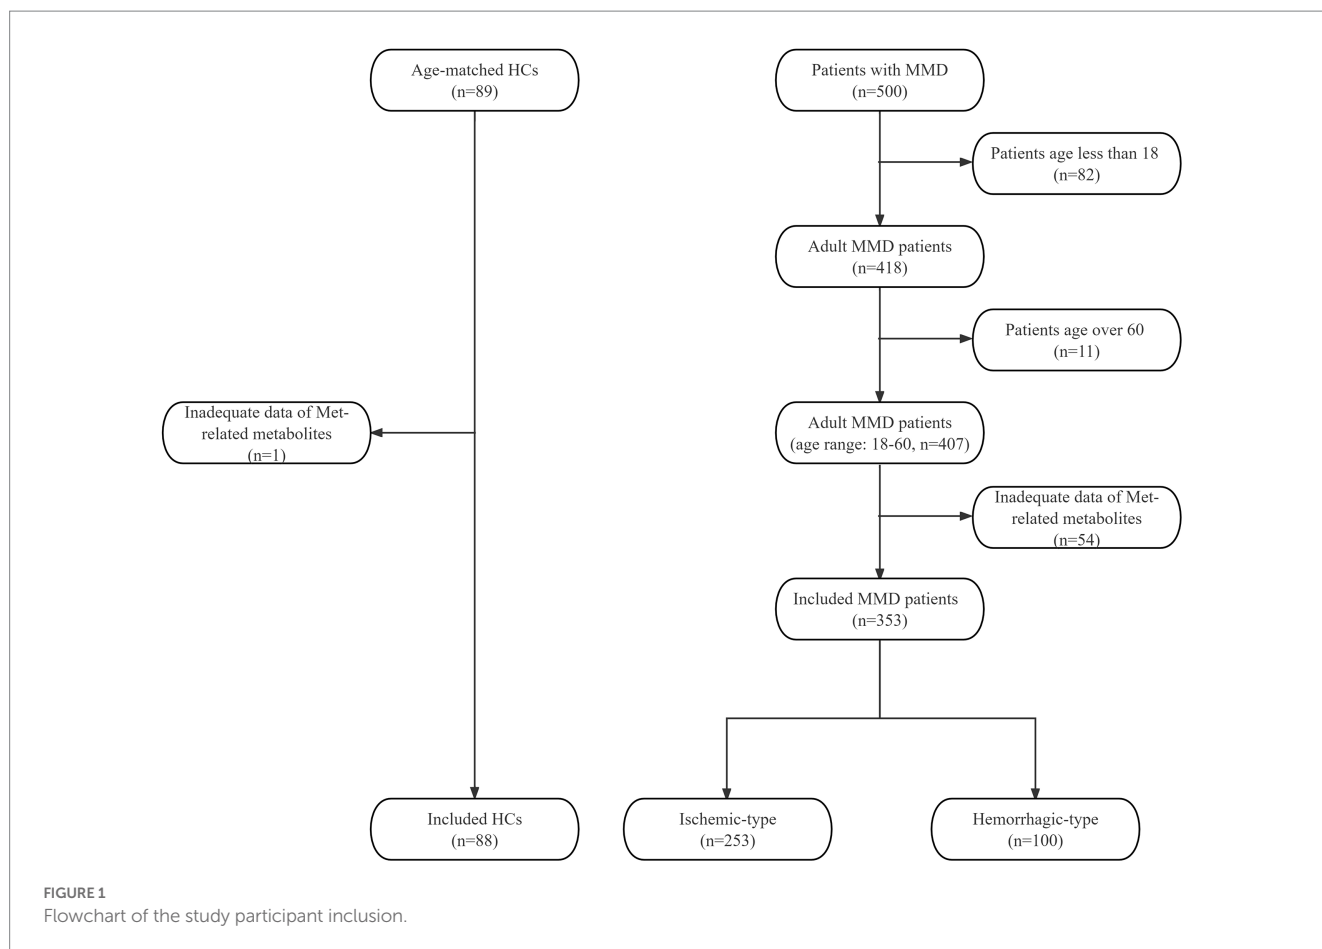 Age-matched HCs
(n=89)
Patients with MMD
(n=500)
Patients age less than 18
(n=82)
Adult MMD patients
(n=418)
Patients age over 60
(n=11)
Inadequate data of Met-
related metabolites
(n=1)
Adult MMD patients
(age range: 18-60, n=407)
Inadequate data of Met-
related metabolites
(n=54)
Included MMD patients
(n=353)
Included HCs
(n=88)
Ischemic-type
(n=253)
Hemorrhagic-type
(n=100)
FIGURE 1
Flowchart of the study participant inclusion.